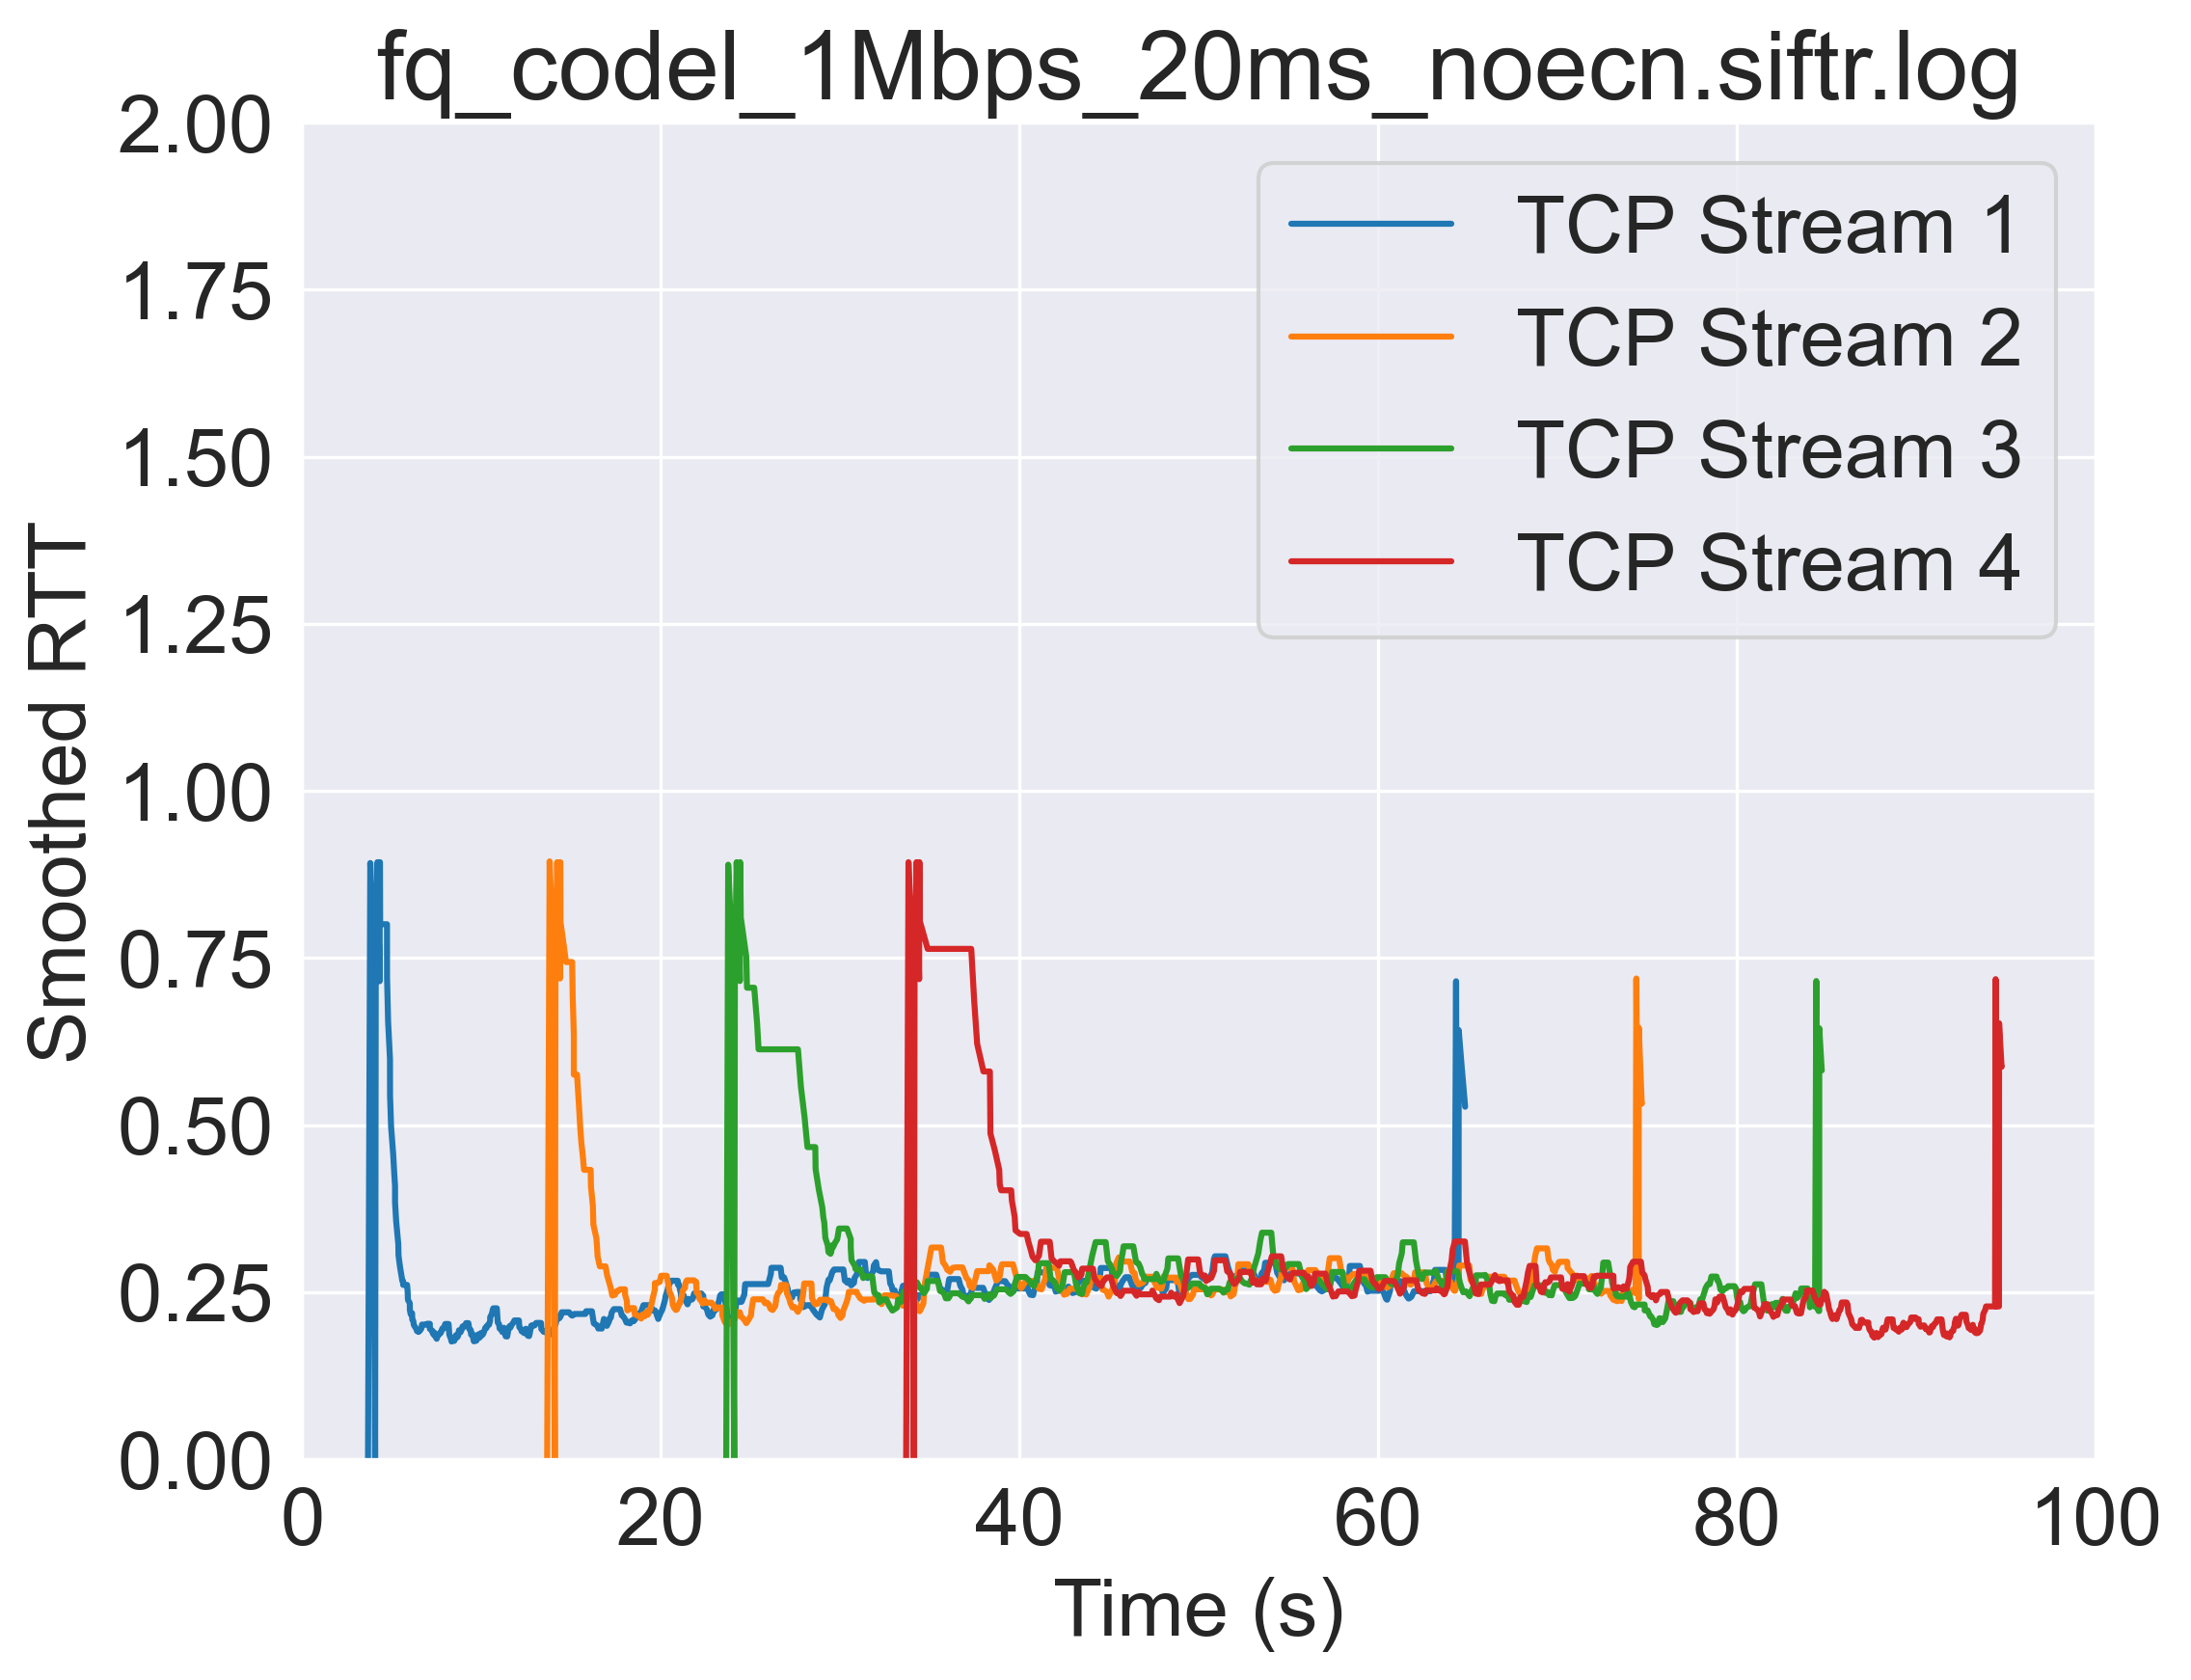 fq_codel_1Mbps_20ms_noecn.siftr.log
2.00
1.75
1.50
1.25
1.00
0.75
0.50
0.25
0.00
Smoothed RTT
TCP Stream 1
TCP Stream 2
TCP Stream 3
TCP Stream 4
0 20 40 60 80 100
Time (s)